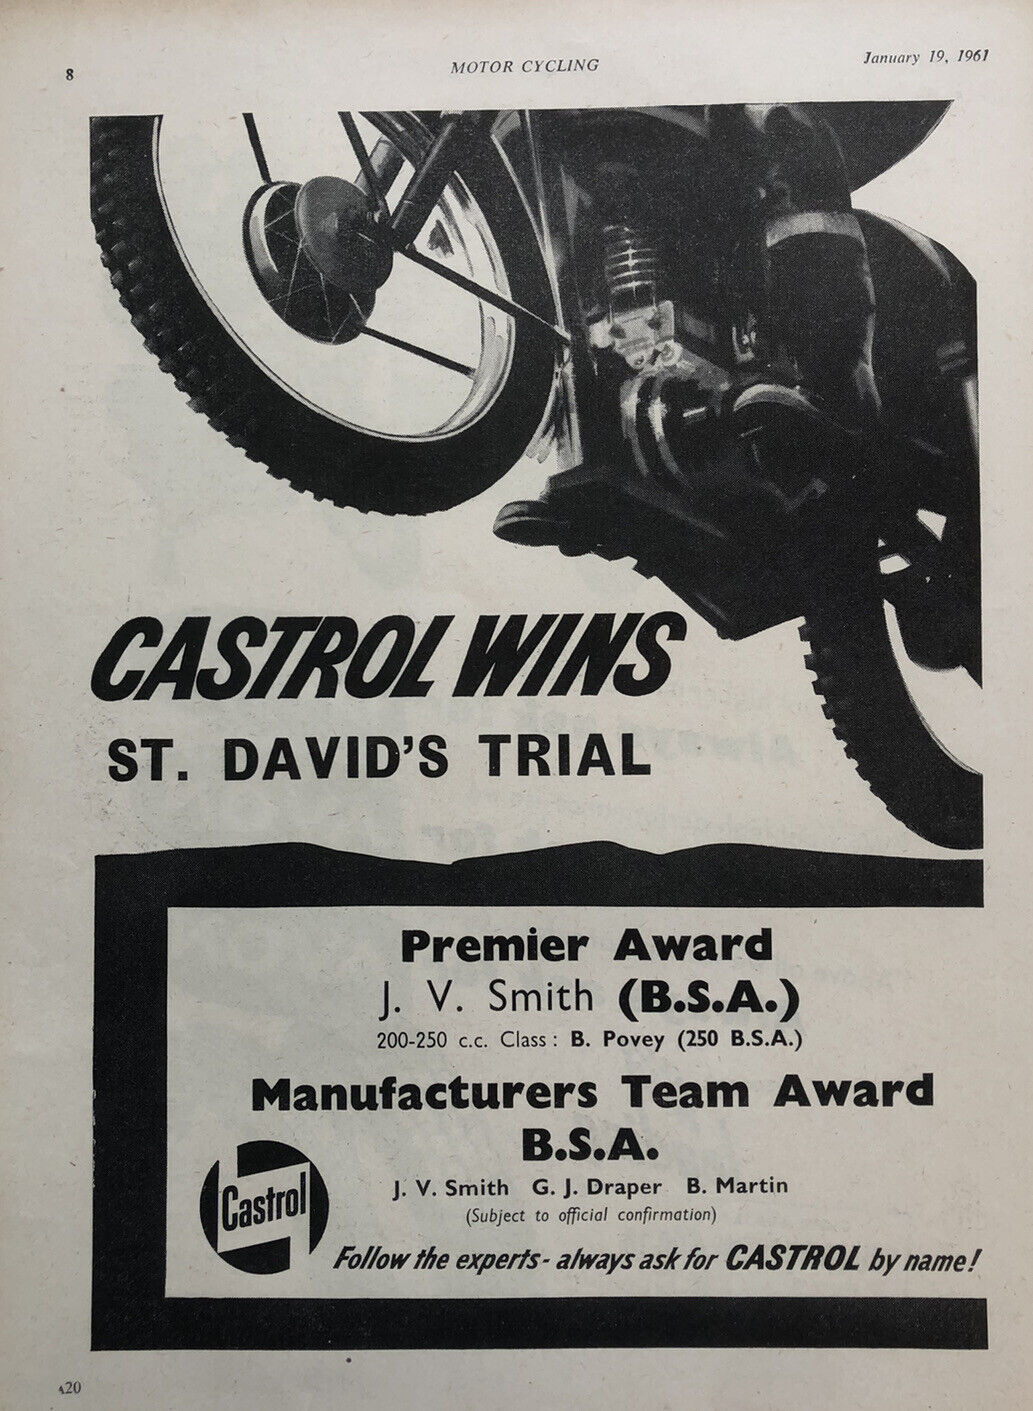 8
MOTOR CYCLING
January 19, 1961
CASTROL WINS
ST. DAVID'S TRIAL
Premier Award
J. V. Smith (B.S.A.)
200-250 c.c. Class: B. Povey (250 B.S.A.)
Manufacturers Team Award
B.S.A.
J. V. Smith G. J. Draper B. Martin
(Subject to official confirmation)
Castrol
Follow the experts - always ask for CASTROL by name!
A20